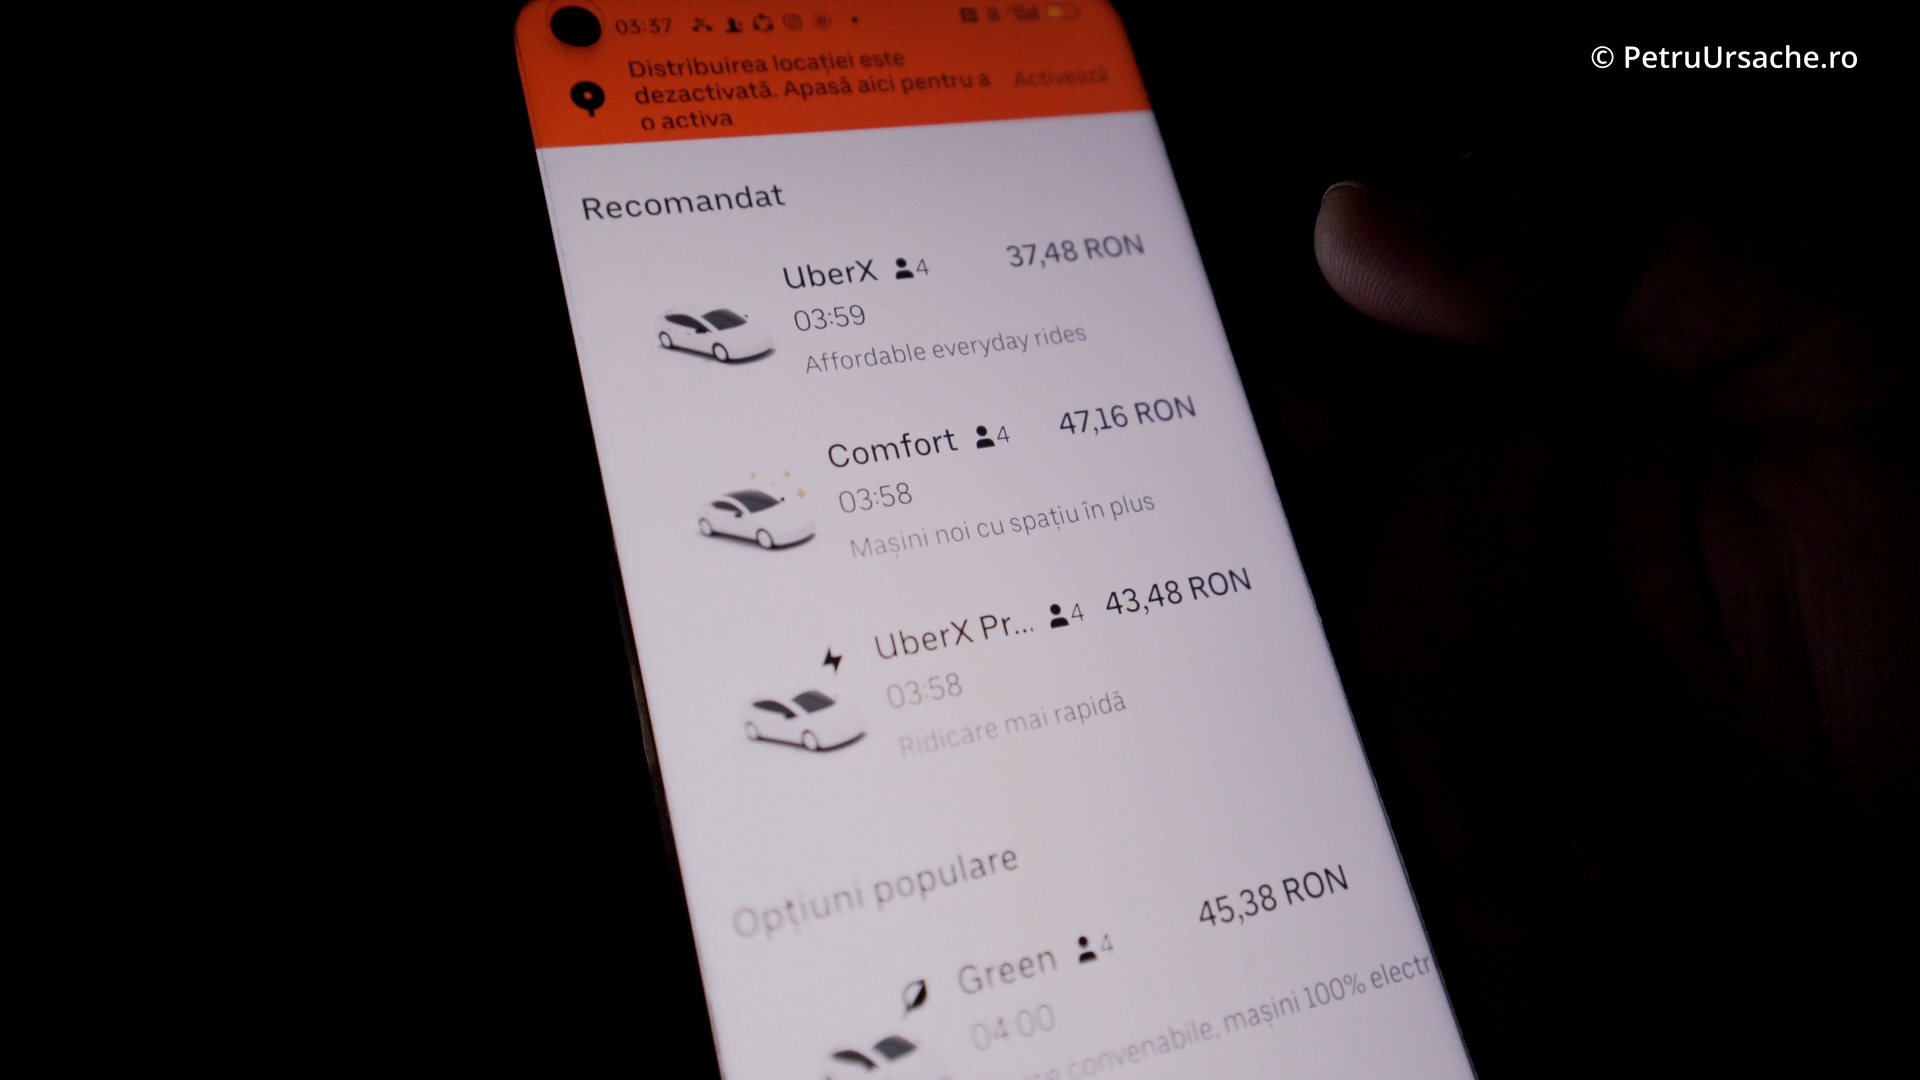 © PetruUrsache.ro
03:37
Distribuirea locației este
dezactivată. Apasă aici pentru a
o activa
Activează
Recomandat
UberX 4 37,48 RON
03:59
Affordable everyday rides
Comfort 4 47,16 RON
03:58
Mașini noi cu spațiu în plus
UberX Pr... 4 43,48 RON
03:58
Ridicare mai rapidă
Opțiuni populare
Green 4 45,38 RON
04:00
convenabile, mașini 100% electr